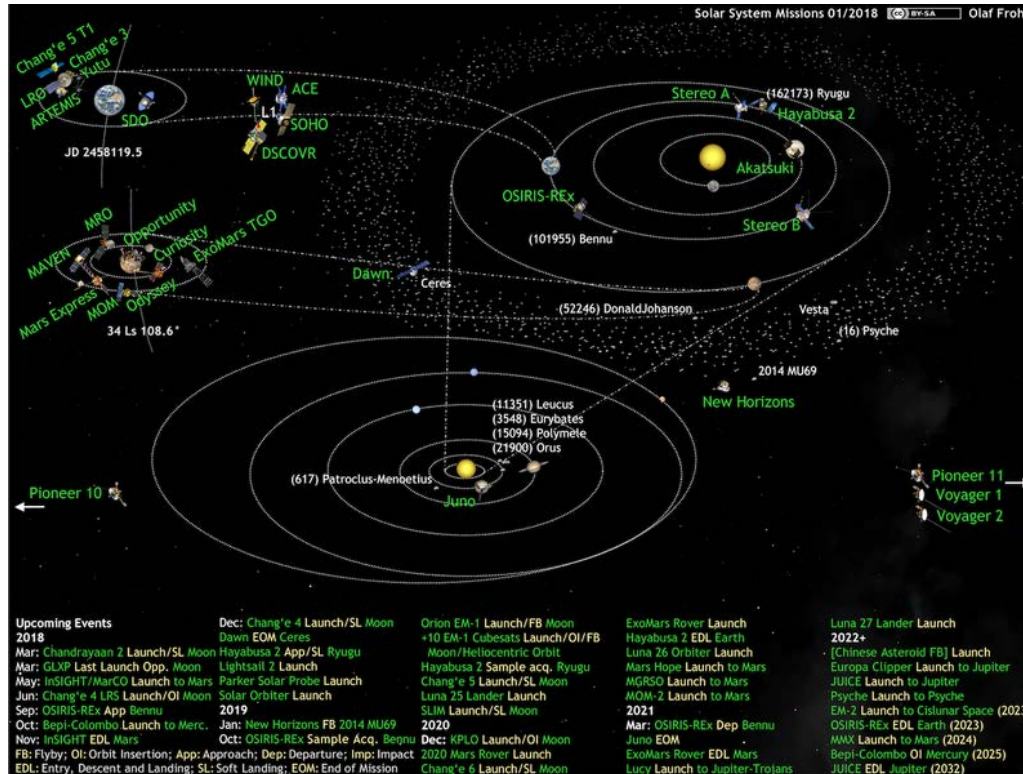 Solar System Missions 01/2018 (cc) BY-SA Olaf Froh
Chang'e 5 T1
Chang'e 3
Yutu
LRO
ARTEMIS
SDO
JD 2458119.5
WIND
ACE
L1
SOHO
DSCOVR
Stereo A
(162173) Ryugu
Hayabusa 2
Akatsuki
OSIRIS-REx
Stereo B
(101955) Bennu
MRO
Opportunity
Curiosity
ExoMars TGO
MAVEN
Mars Express
MOM
Odyssey
34 Ls 108.6°
Dawn
Ceres
(52246) DonaldJohanson
Vesta
(16) Psyche
2014 MU69
New Horizons
(11351) Leucus
(3548) Eurybates
(15094) Polymele
(21900) Orus
(617) Patroclus-Menoetius
Juno
Pioneer 10
Pioneer 11
Voyager 1
Voyager 2
Upcoming Events
2018
Mar: Chandrayaan 2 Launch/SL Moon
Mar: GLXP Last Launch Opp. Moon
May: InSIGHT/MarCO Launch to Mars
Jun: Chang'e 4 LRS Launch/OI Moon
Sep: OSIRIS-REx App Bennu
Oct: Bepi-Colombo Launch to Merc.
Nov: InSIGHT EDL Mars
Dec: Chang'e 4 Launch/SL Moon
Dawn EOM Ceres
Hayabusa 2 App/SL Ryugu
Lightsail 2 Launch
Parker Solar Probe Launch
Solar Orbiter Launch
2019
Jan: New Horizons FB 2014 MU69
Oct: OSIRIS-REx Sample Acq. Bennu
FB: Flyby; OI: Orbit Insertion; App: Approach; Dep: Departure; Imp: Impact
EDL: Entry, Descent and Landing; SL: Soft Landing; EOM: End of Mission
Orion EM-1 Launch/FB Moon
+10 EM-1 Cubesats Launch/OI/FB
Moon/Heliocentric Orbit
Hayabusa 2 Sample acq. Ryugu
Chang'e 5 Launch/SL Moon
Luna 25 Lander Launch
SLIM Launch/SL Moon
2020
Dec: KPLO Launch/OI Moon
2020 Mars Rover Launch
Chang'e 6 Launch/SL Moon
ExoMars Rover Launch
Hayabusa 2 EDL Earth
Luna 26 Orbiter Launch
Mars Hope Launch to Mars
MGRSO Launch to Mars
MOM-2 Launch to Mars
2021
Mar: OSIRIS-REx Dep Bennu
Juno EOM
ExoMars Rover EDL Mars
Lucy Launch to Jupiter-Trojans
Luna 27 Lander Launch
2022+
[Chinese Asteroid FB] Launch
Europa Clipper Launch to Jupiter
JUICE Launch to Jupiter
Psyche Launch to Psyche
EM-2 Launch to Cislunar Space (2023
OSIRIS-REx EDL Earth (2023)
MMX Launch to Mars (2024)
Bepi-Colombo OI Mercury (2025)
JUICE EDL Jupiter (2032)